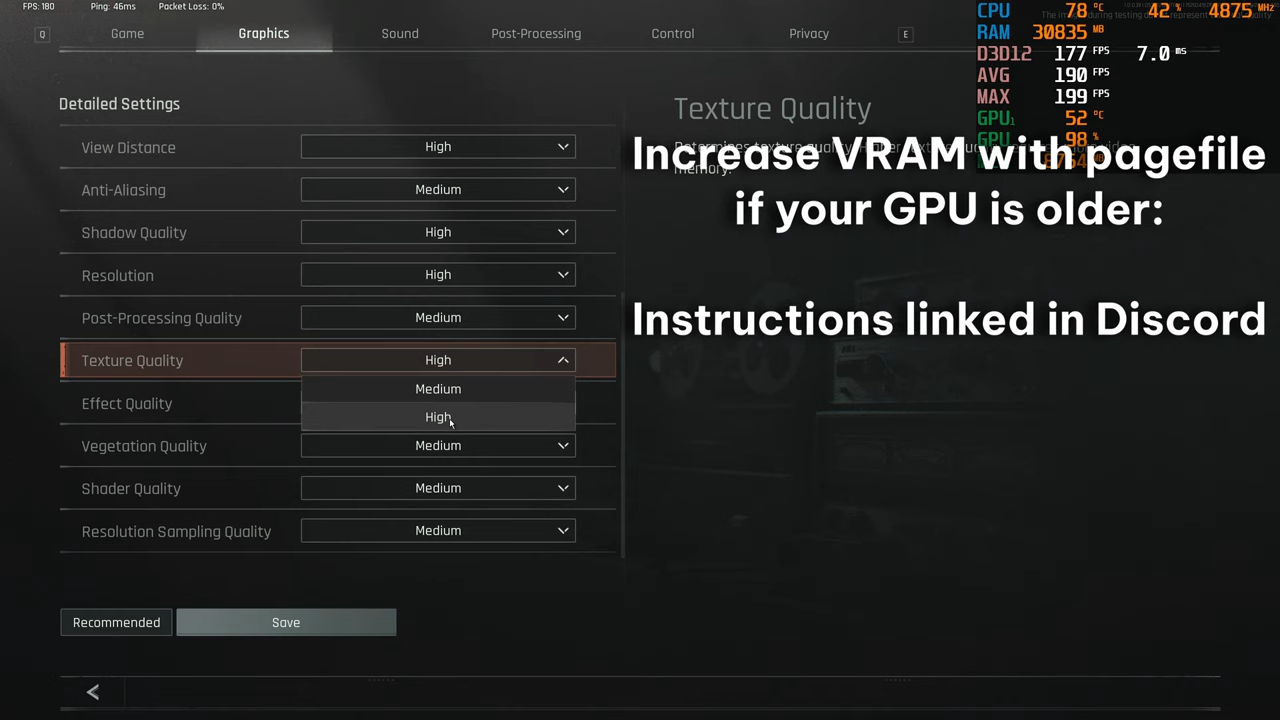 FPS: 180 Ping: 46ms Packet Loss: 0%
CPU 78 °C 42 % 4875 MHz
RAM 30835 MB
D3D12 177 FPS 7.0 ms
AVG 190 FPS
MAX 199 FPS
GPU1 52 °C
GPU 98 %
Q Game Graphics Sound Post-Processing Control Privacy E
Detailed Settings
View Distance High
Anti-Aliasing Medium
Shadow Quality High
Resolution High
Post-Processing Quality Medium
Texture Quality High
Medium
High
Effect Quality
Vegetation Quality Medium
Shader Quality Medium
Resolution Sampling Quality Medium
Recommended Save
Texture Quality
memory.
Increase VRAM with pagefile
if your GPU is older:
Instructions linked in Discord